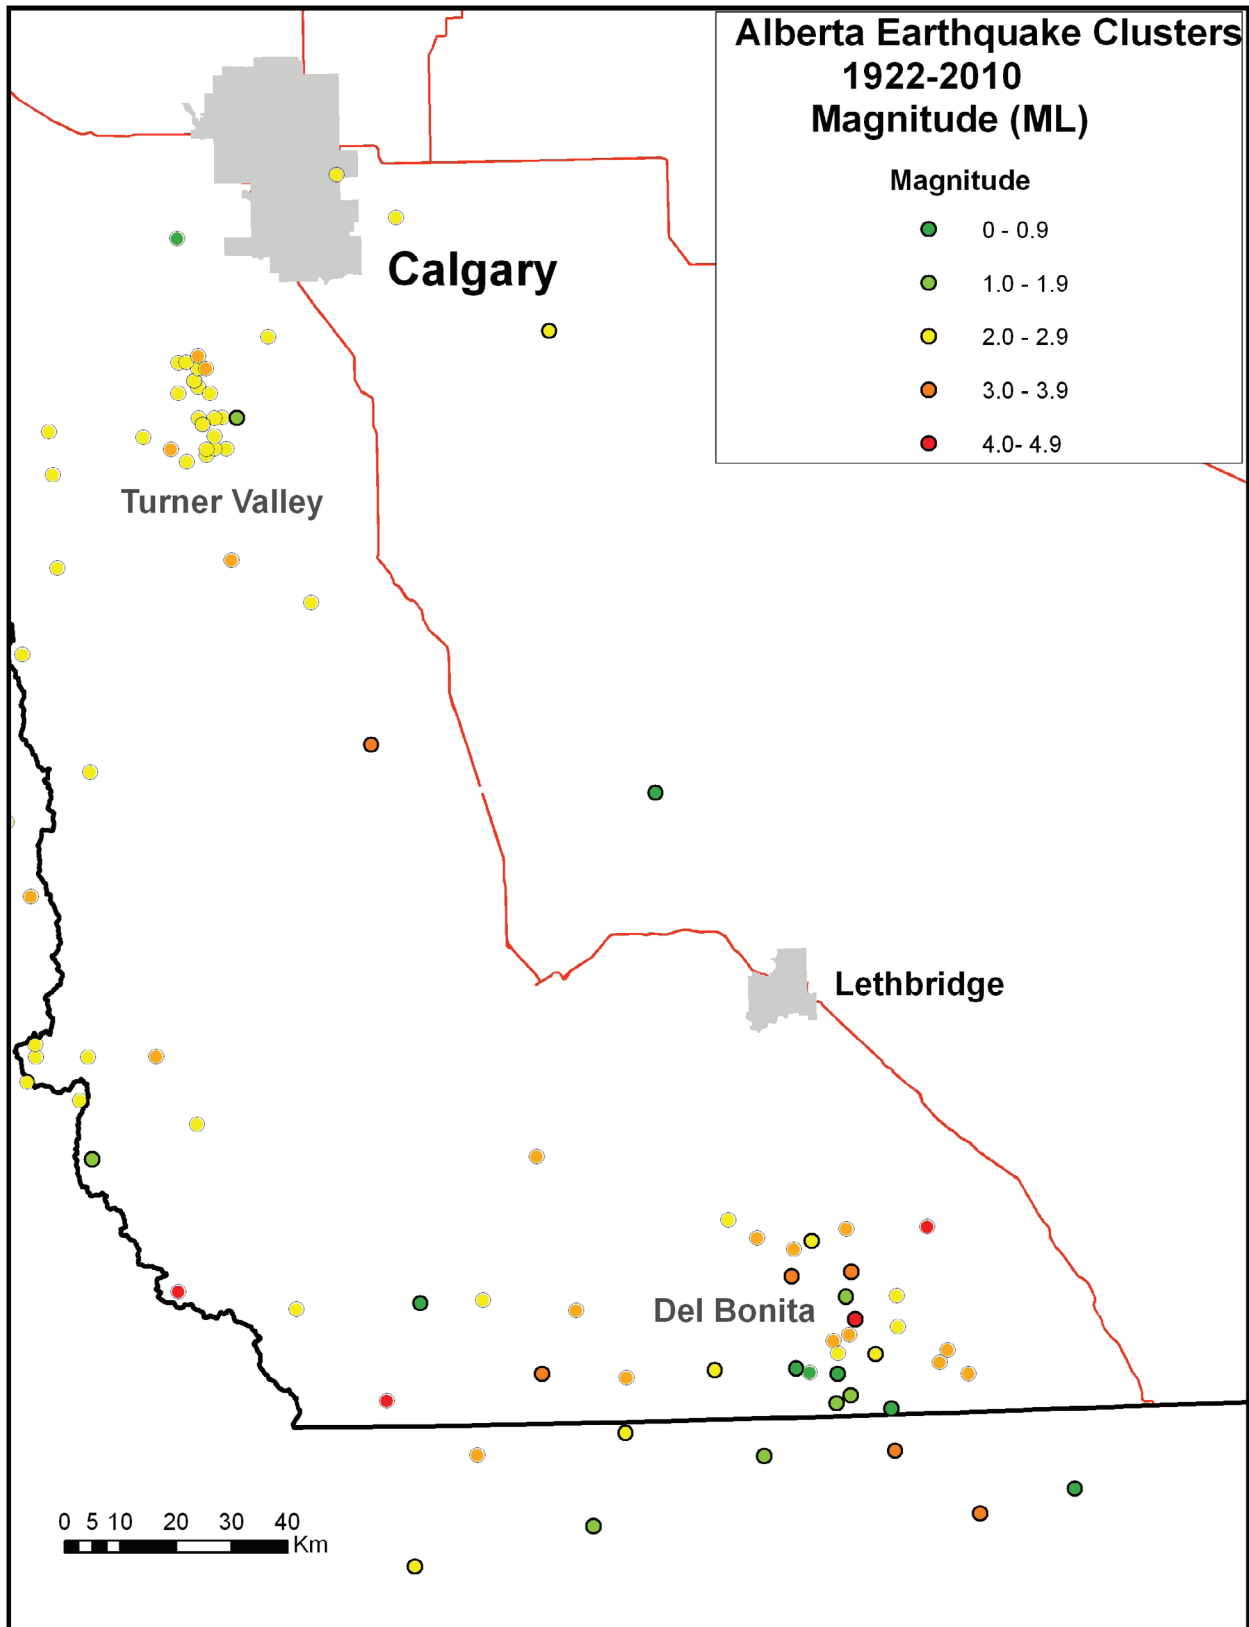 Alberta Earthquake Clusters
1922-2010
Magnitude (ML)
Magnitude
0 - 0.9
1.0 - 1.9
2.0 - 2.9
3.0 - 3.9
4.0- 4.9
Calgary
Turner Valley
Lethbridge
Del Bonita
0 5 10 20 30 40
Km